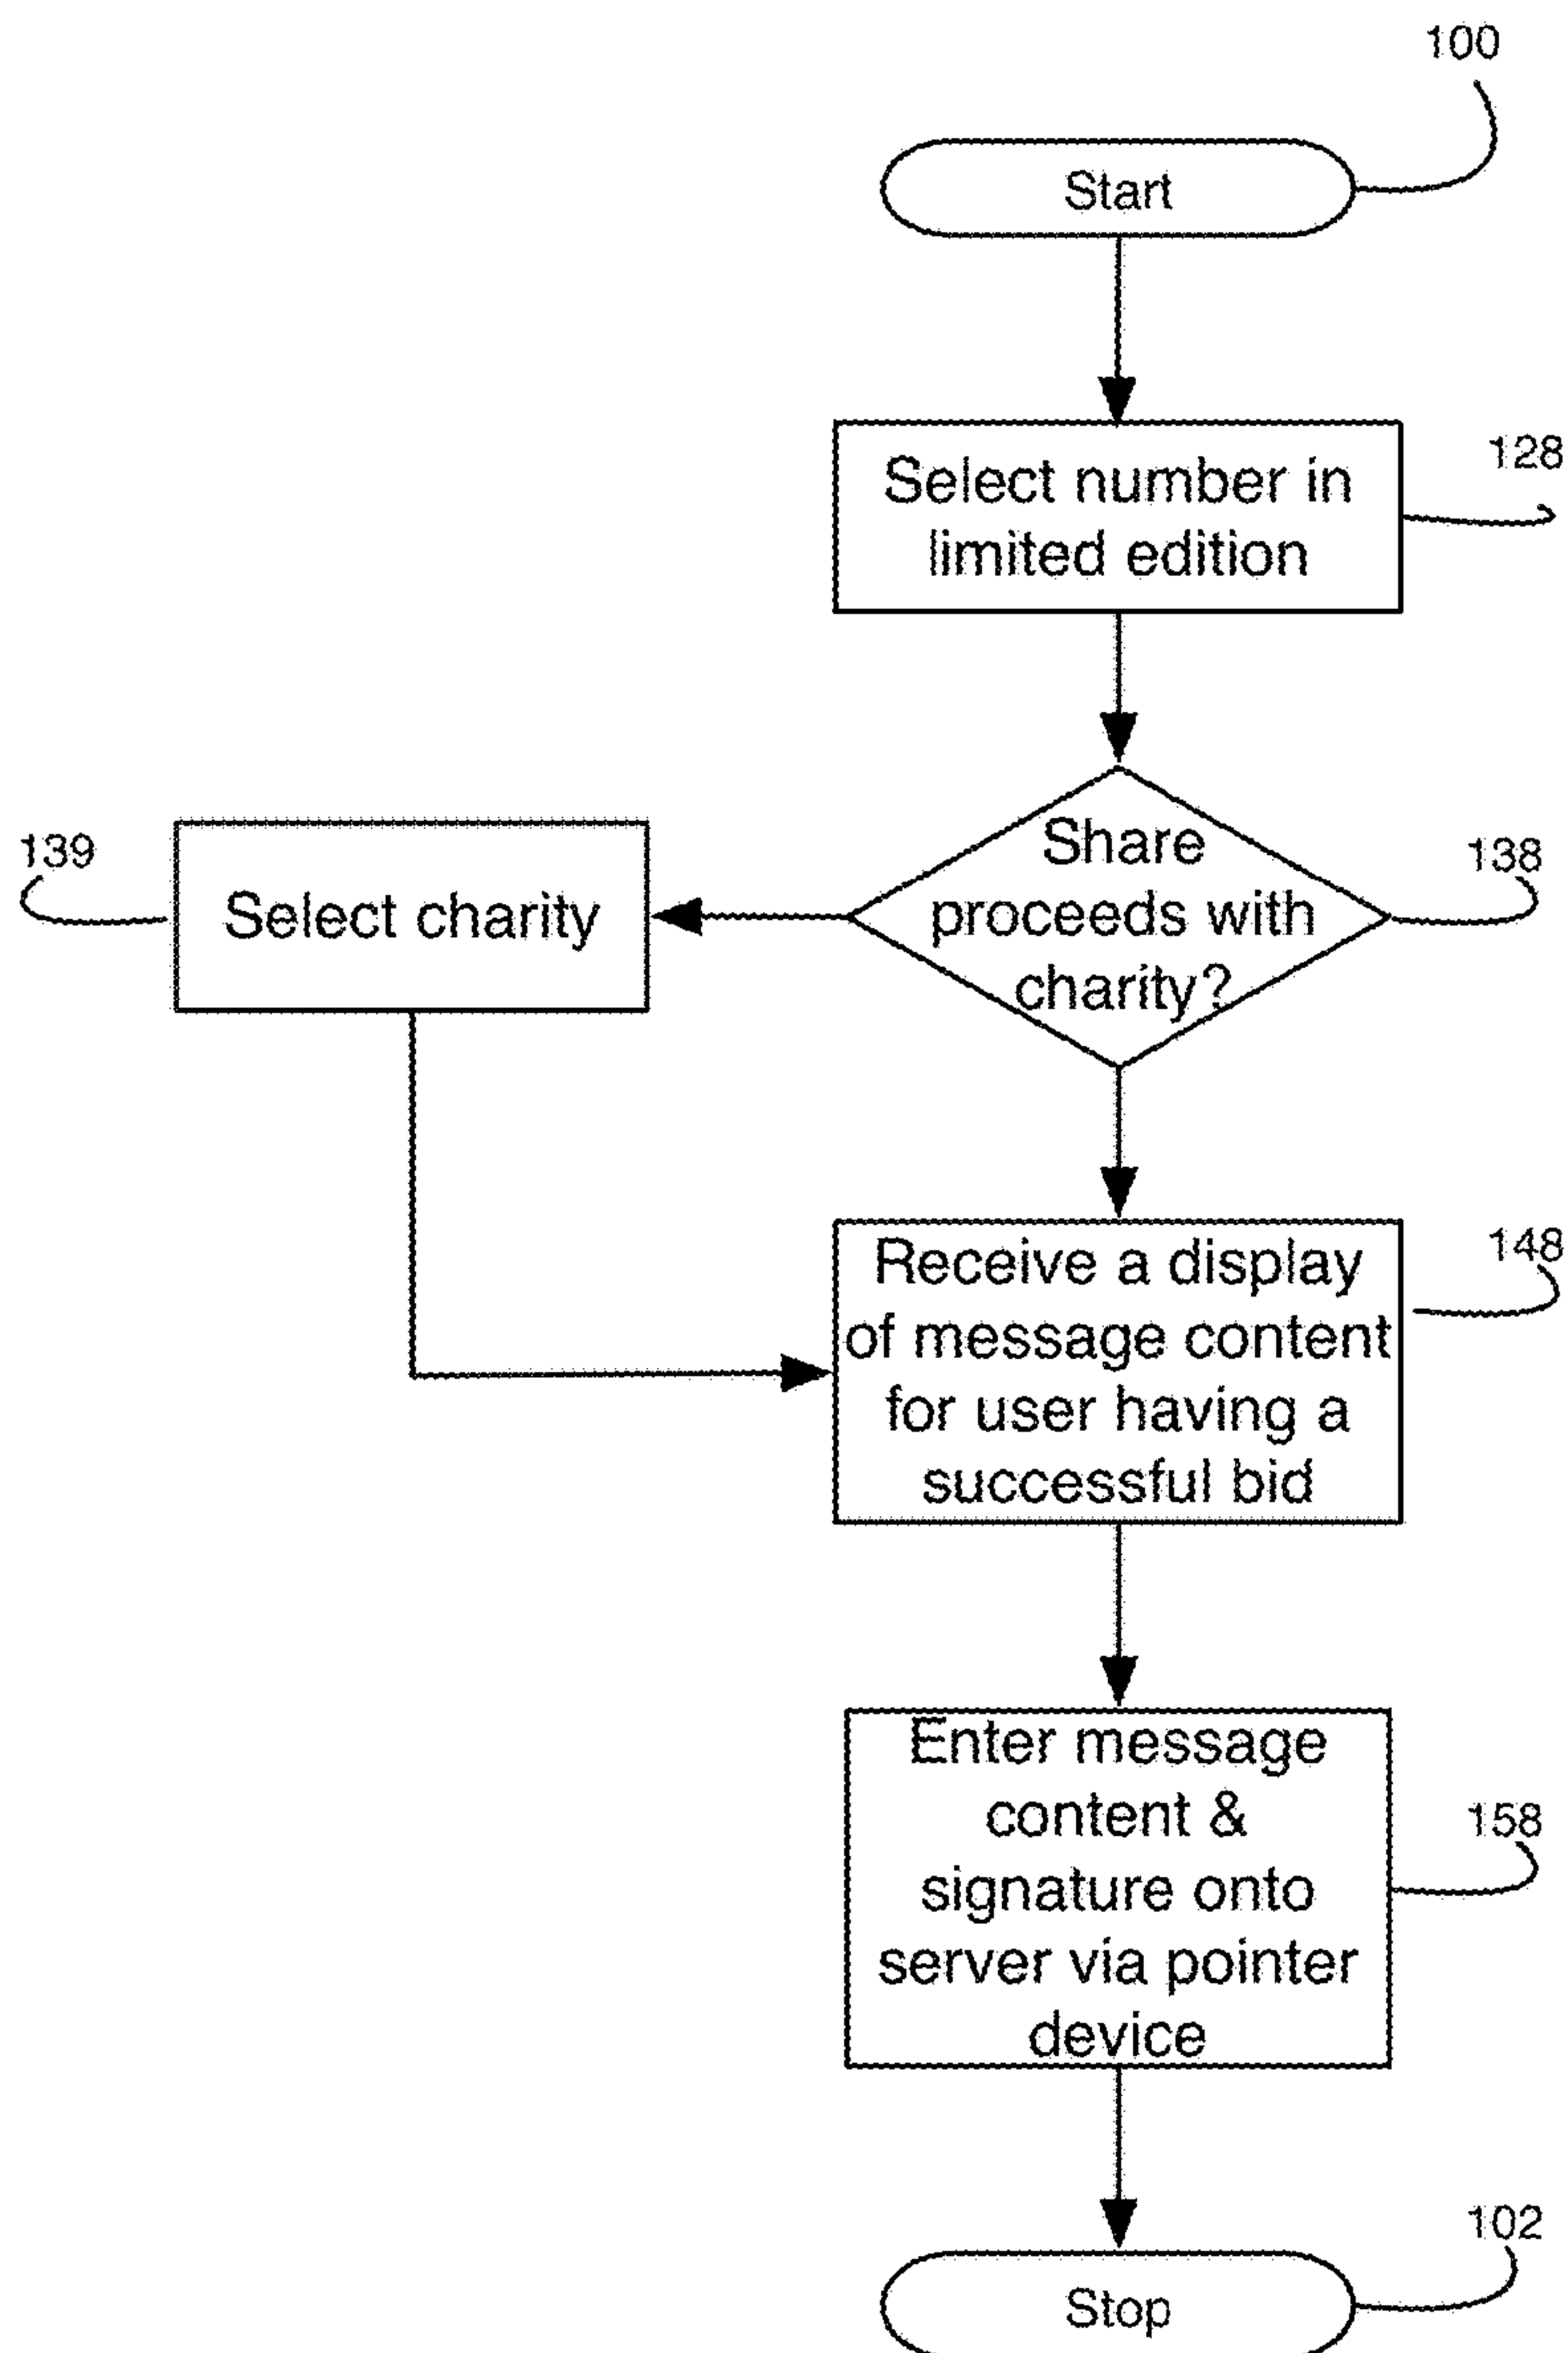 100
Start
128
Select number in
limited edition
139
Select charity
Share
proceeds with
charity?
138
148
Receive a display
of message content
for user having a
successful bid
Enter message
content &
signature onto
server via pointer
device
158
102
Stop